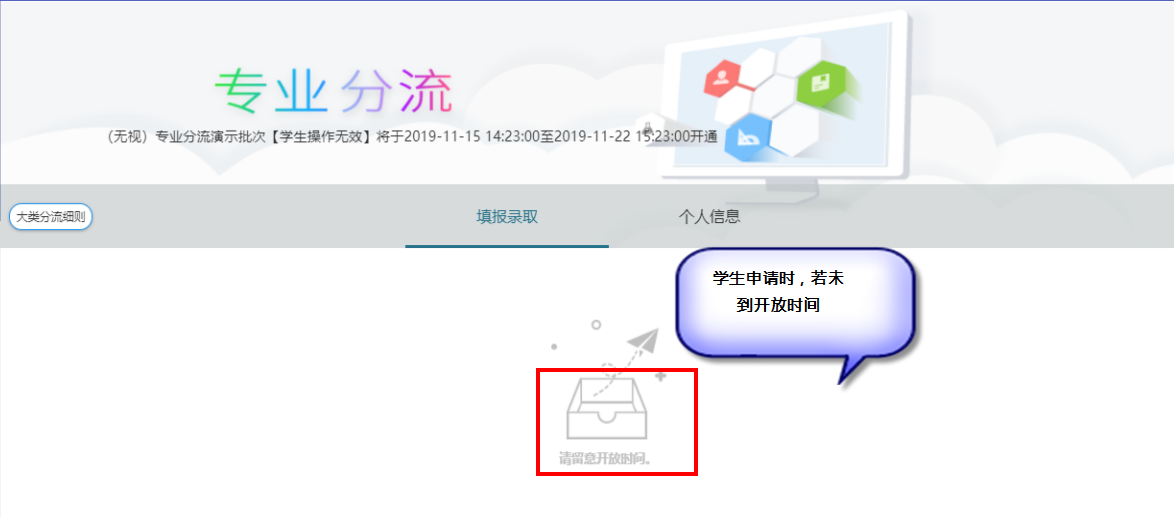 专业分流
（无视）专业分流演示批次【学生操作无效】将于2019-11-15 14:23:00至2019-11-22 15:23:00开通
大类分流细则
填报录取
个人信息
学生申请时，若未
到开放时间
请留意开放时间。